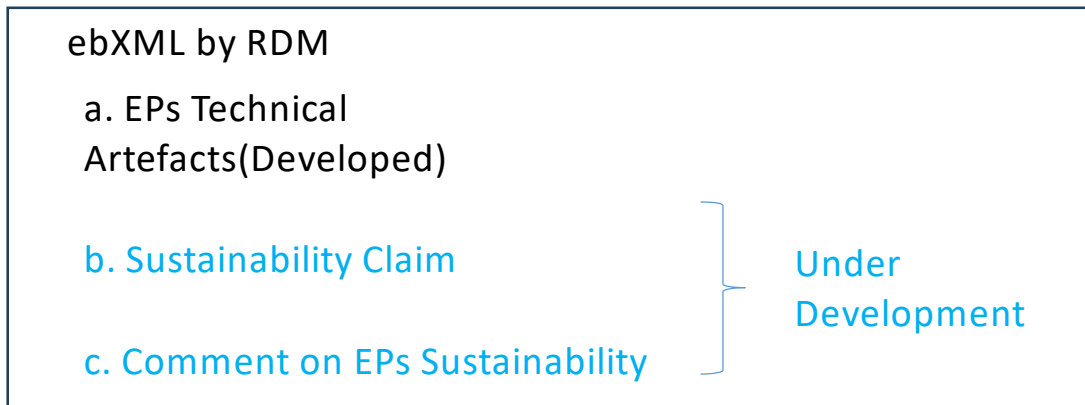 ebXML by RDM
a. EPs Technical
Artefacts(Developed)
b. Sustainability Claim
Under
Development
c. Comment on EPs Sustainability